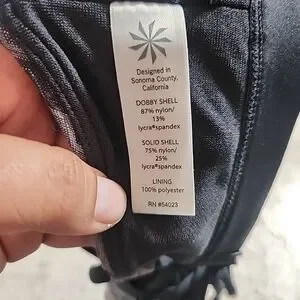 Designed in
Sonoma County,
California
DOBBY SHELL
87% nylon/
13%
lycra®spandex
SOLID SHELL
75% nylon/
25%
lycra®spandex
LINING
100% polyester
RN #54023